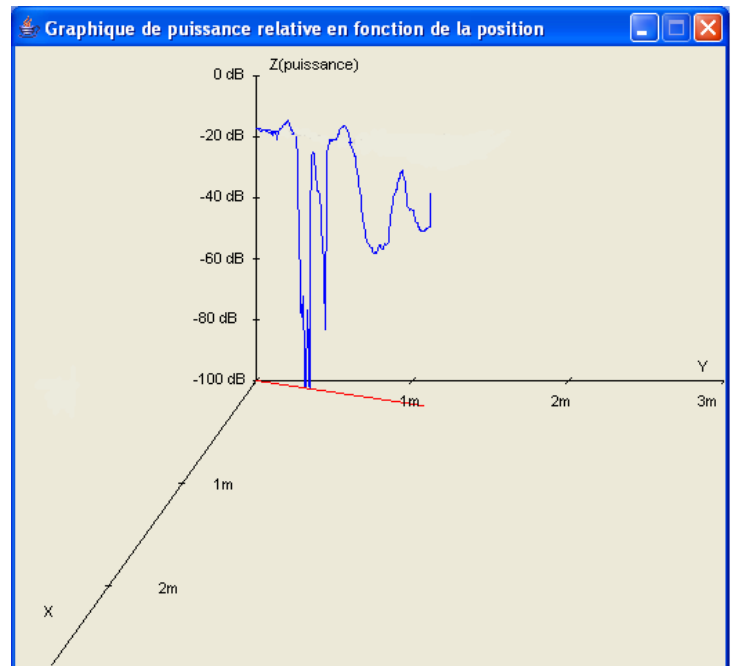 Graphique de puissance relative en fonction de la position
Z(puissance)
0 dB
-20 dB
-40 dB
-60 dB
-80 dB
-100 dB
Y
1m
2m
3m
1m
2m
X